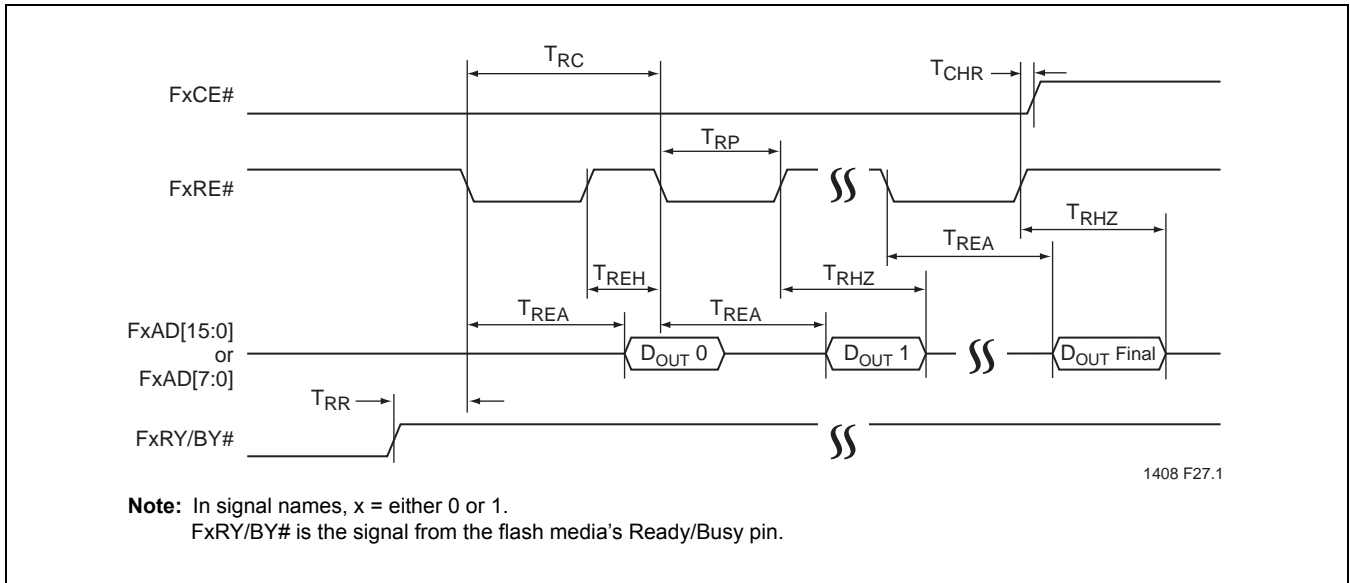 TRC
TCHR
FxCE#
TRP
FxRE#
TRHZ
TREA
TREH
TRHZ
TREA
TREA
FxAD[15:0]
or
FxAD[7:0]
DOUT 0
DOUT 1
DOUT Final
TRR
FxRY/BY#
1408 F27.1
Note: In signal names, x = either 0 or 1.
FxRY/BY# is the signal from the flash media's Ready/Busy pin.